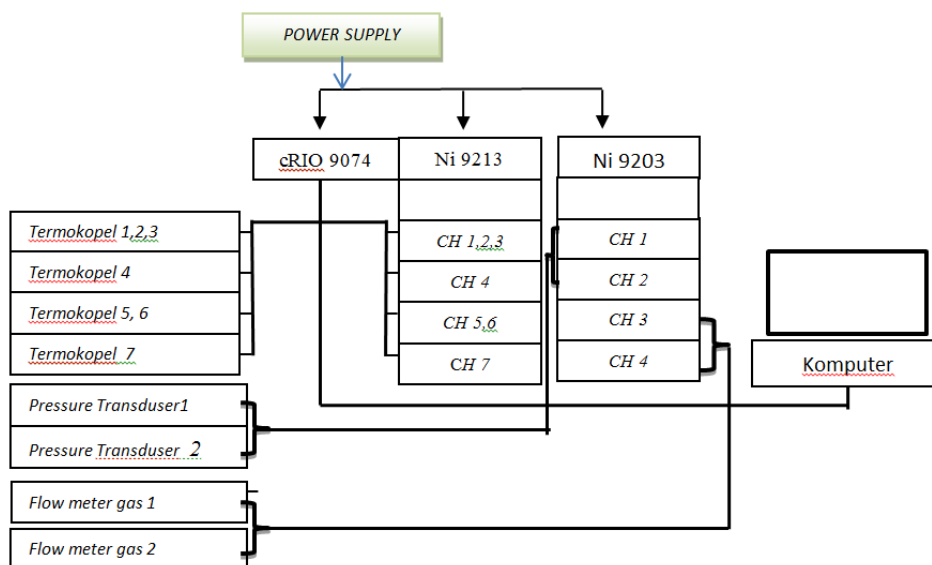 POWER SUPPLY
cRIO 9074
Ni 9213
Ni 9203
Termokopel 1,2,3
Termokopel 4
Termokopel 5, 6
Termokopel 7
CH 1,2,3
CH 4
CH 5,6
CH 7
CH 1
CH 2
CH 3
CH 4
Komputer
Pressure Transduser1
Pressure Transduser 2
Flow meter gas 1
Flow meter gas 2